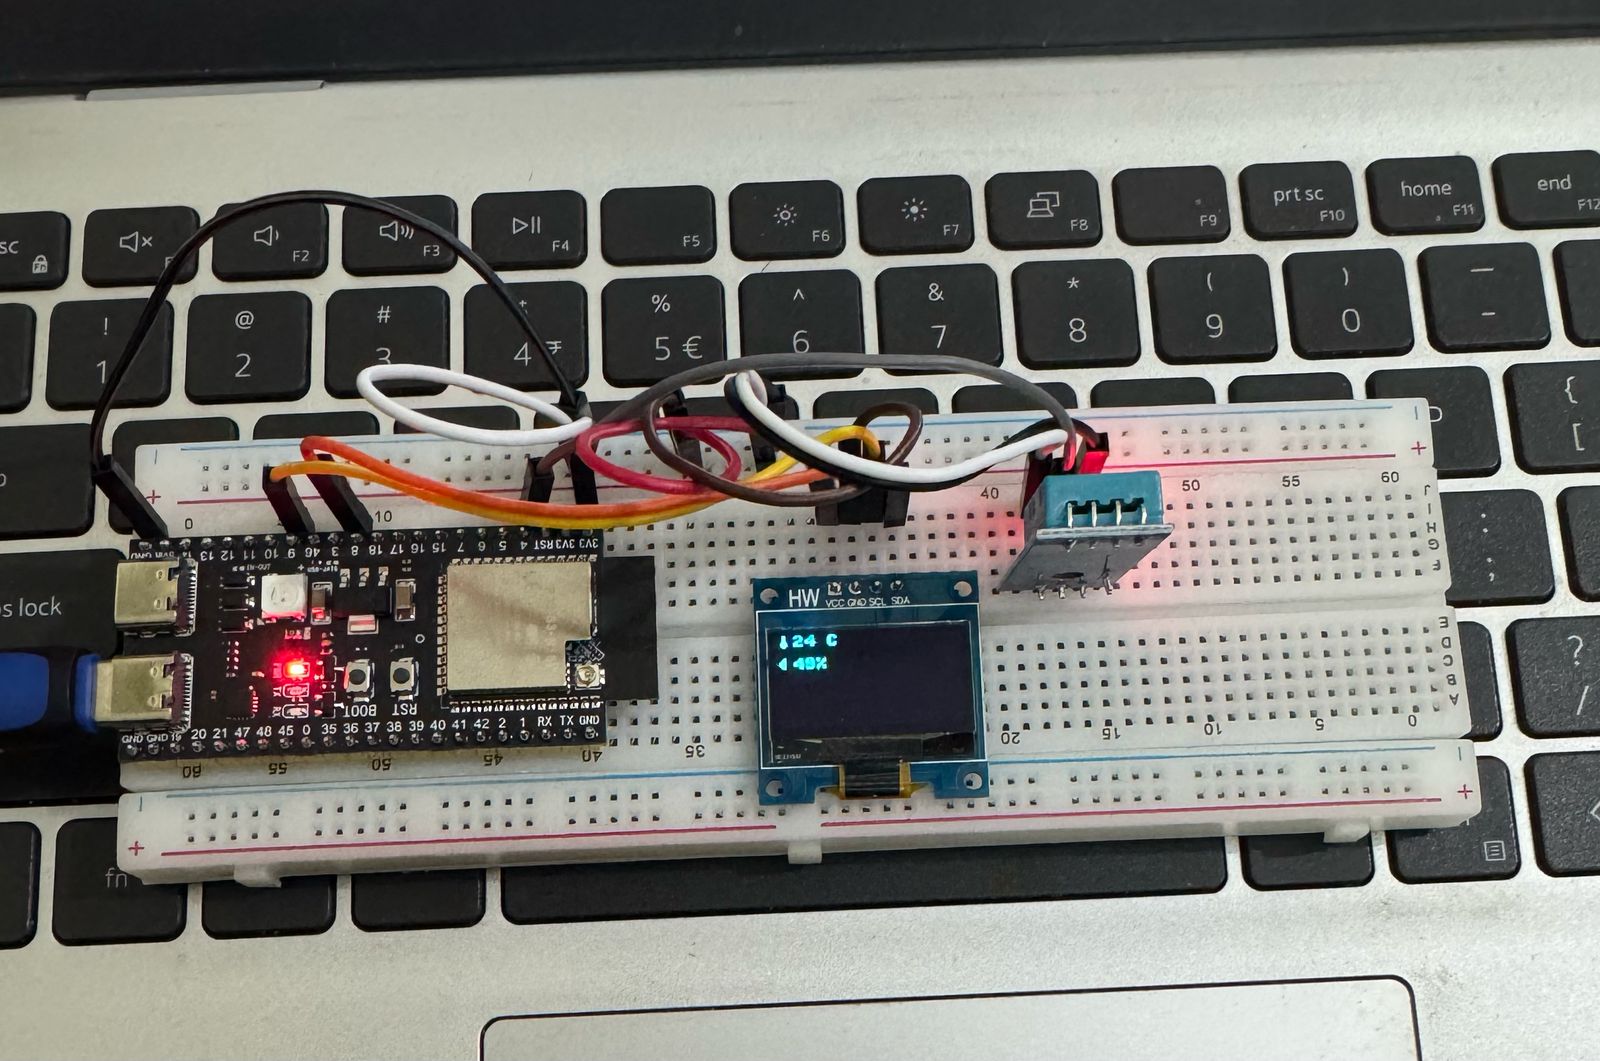 sc
F2
F3
F4
F5
F6
F7
F8
F9
prt sc F10
home F11
end F12
! 1
@ 2
# 3
4 ₹
% 5 €
^ 6
& 7
* 8
( 9
) 0
— -
{ [
s lock
:
;
? /
fn
+ +
0 10 40 50 55 60
J
I
H
G
F
14 13 12 11 10 9 46 3 8 18 17 16 15 7 6 5 4 RST 3V3 3V3
BOOT RST
GND GND 19 20 21 47 48 45 0 35 36 37 38 39 40 41 42 2 1 RX TX GND
HW
VCC GND SCL SDA
24 C
49%
E
D
C
B
A
60 55 50 45 40 35 20 15 5 0
+ +